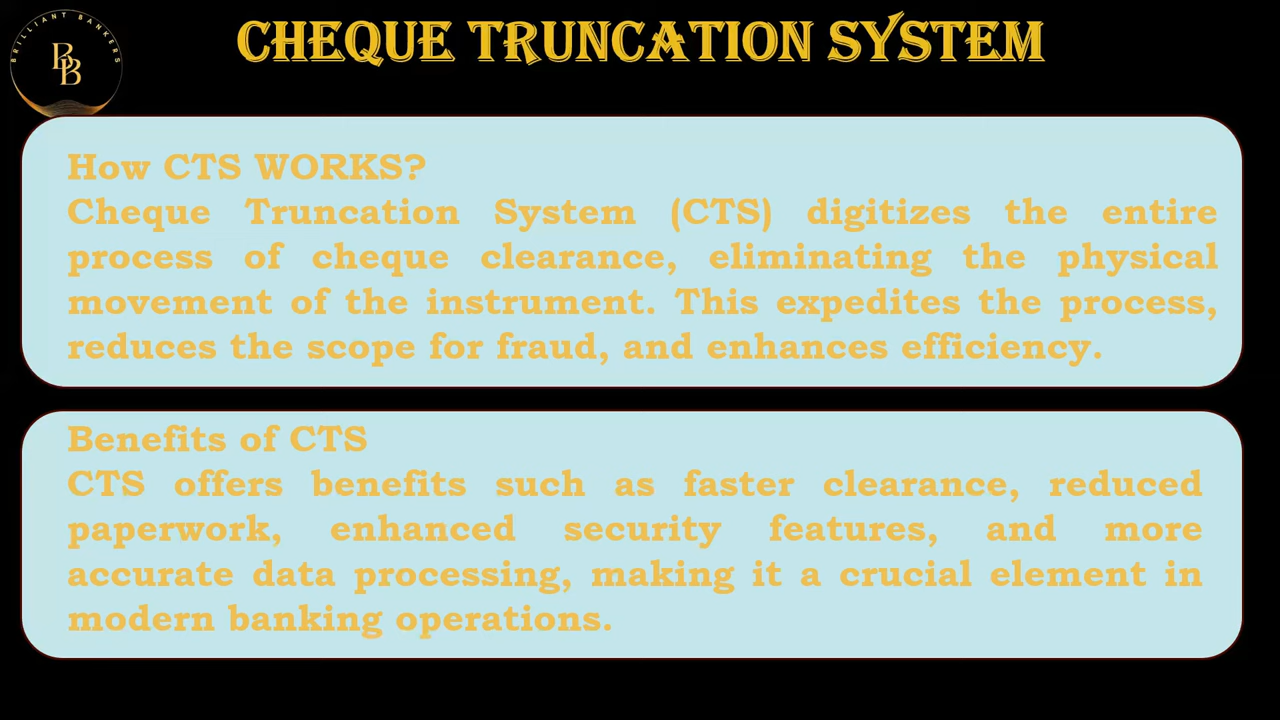 BRILLIANT BANKERS
BB
CHEQUE TRUNCATION SYSTEM
How CTS WORKS?
Cheque Truncation System (CTS) digitizes the entire
process of cheque clearance, eliminating the physical
movement of the instrument. This expedites the process,
reduces the scope for fraud, and enhances efficiency.
Benefits of CTS
CTS offers benefits such as faster clearance, reduced
paperwork, enhanced security features, and more
accurate data processing, making it a crucial element in
modern banking operations.